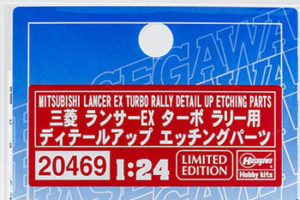 HASEGAWA
MITSUBISHI LANCER EX TURBO RALLY DETAIL UP ETCHING PARTS
三菱 ランサーEX ターボ ラリー用
ディテールアップ エッチングパーツ
20469 1:24 LIMITED EDITION Hasegawa Hobby kits